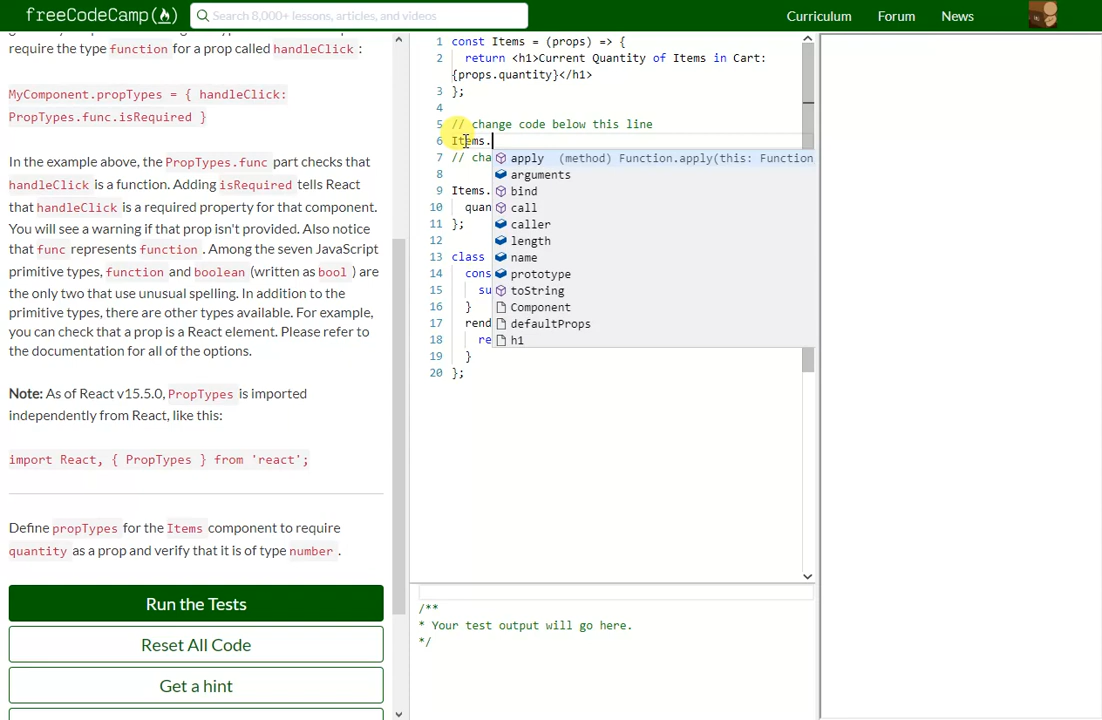 freeCodeCamp
Search 8,000+ lessons, articles, and videos
Curriculum
Forum
News
require the type function for a prop called handleClick :
MyComponent.propTypes = { handleClick:
PropTypes.func.isRequired }
In the example above, the PropTypes.func part checks that
handleClick is a function. Adding isRequired tells React
that handleClick is a required property for that component.
You will see a warning if that prop isn't provided. Also notice
that func represents function . Among the seven JavaScript
primitive types, function and boolean (written as bool ) are
the only two that use unusual spelling. In addition to the
primitive types, there are other types available. For example,
you can check that a prop is a React element. Please refer to
the documentation for all of the options.
Note: As of React v15.5.0, PropTypes is imported
independently from React, like this:
import React, { PropTypes } from 'react';
Define propTypes for the Items component to require
quantity as a prop and verify that it is of type number .
Run the Tests
Reset All Code
Get a hint
1 const Items = (props) => {
2 return <h1>Current Quantity of Items in Cart:
{props.quantity}</h1>
3 };
4
5 // change code below this line
6 Items.
7 // cha
8
9 Items.
10 quan
11 };
12
13 class
14 cons
15 su
16 }
17 rend
18 re
19 }
20 };
apply (method) Function.apply(this: Function
arguments
bind
call
caller
length
name
prototype
toString
Component
defaultProps
h1
/**
* Your test output will go here.
*/